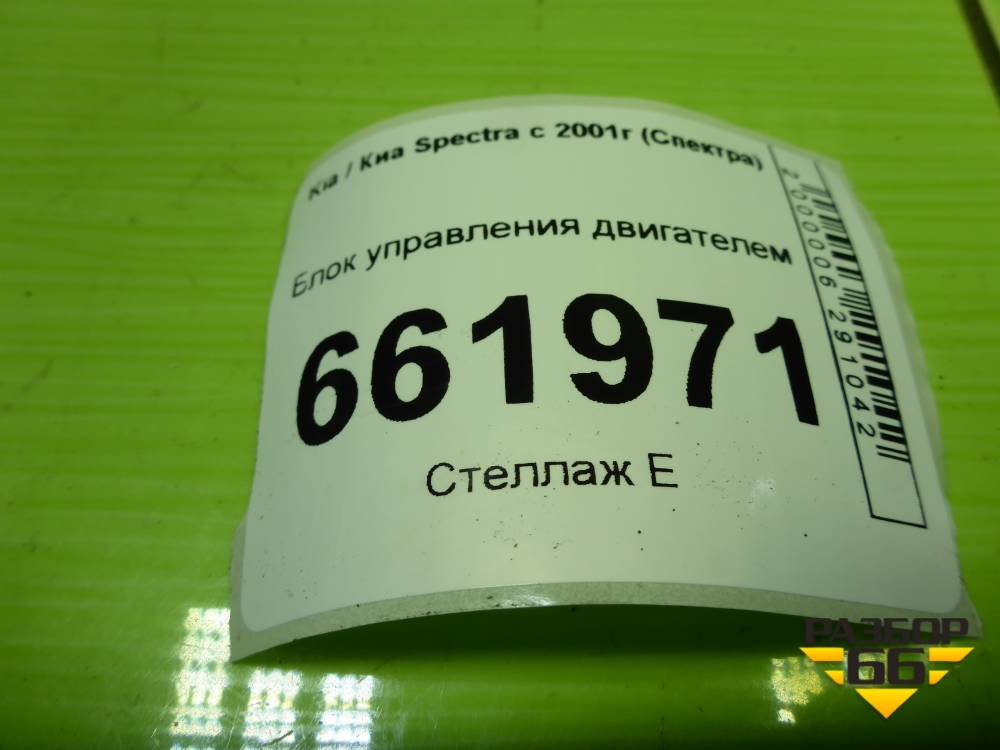 Kia / Киа Spectra с 2001г (Спектра)
Блок управления двигателем
661971
Стеллаж Е
2000006291042
РАЗБОР
66